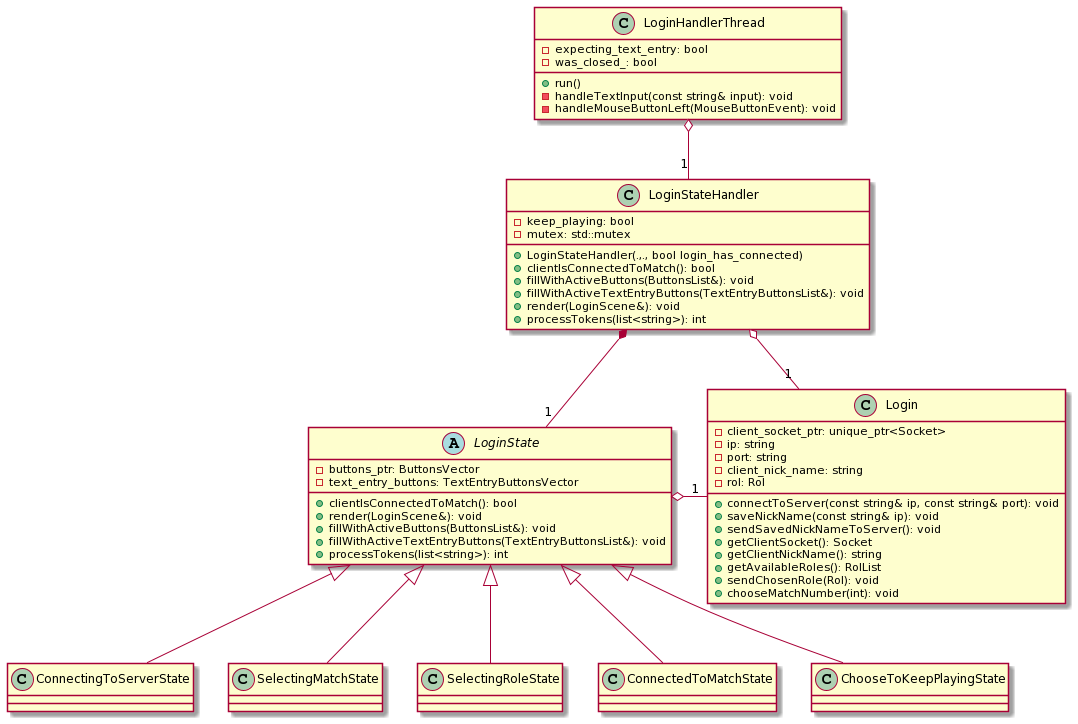 C LoginHandlerThread
expecting_text_entry: bool
was_closed_: bool
run()
handleTextInput(const string& input): void
handleMouseButtonLeft(MouseButtonEvent): void
1
C LoginStateHandler
keep_playing: bool
mutex: std::mutex
LoginStateHandler(.,., bool login_has_connected)
clientIsConnectedToMatch(): bool
fillWithActiveButtons(ButtonsList&): void
fillWithActiveTextEntryButtons(TextEntryButtonsList&): void
render(LoginScene&): void
processTokens(list<string>): int
1
1
A LoginState
buttons_ptr: ButtonsVector
text_entry_buttons: TextEntryButtonsVector
clientIsConnectedToMatch(): bool
render(LoginScene&): void
fillWithActiveButtons(ButtonsList&): void
fillWithActiveTextEntryButtons(TextEntryButtonsList&): void
processTokens(list<string>): int
1
C Login
client_socket_ptr: unique_ptr<Socket>
ip: string
port: string
client_nick_name: string
rol: Rol
connectToServer(const string& ip, const string& port): void
saveNickName(const string& ip): void
sendSavedNickNameToServer(): void
getClientSocket(): Socket
getClientNickName(): string
getAvailableRoles(): RolList
sendChosenRole(Rol): void
chooseMatchNumber(int): void
C ConnectingToServerState
C SelectingMatchState
C SelectingRoleState
C ConnectedToMatchState
C ChooseToKeepPlayingState